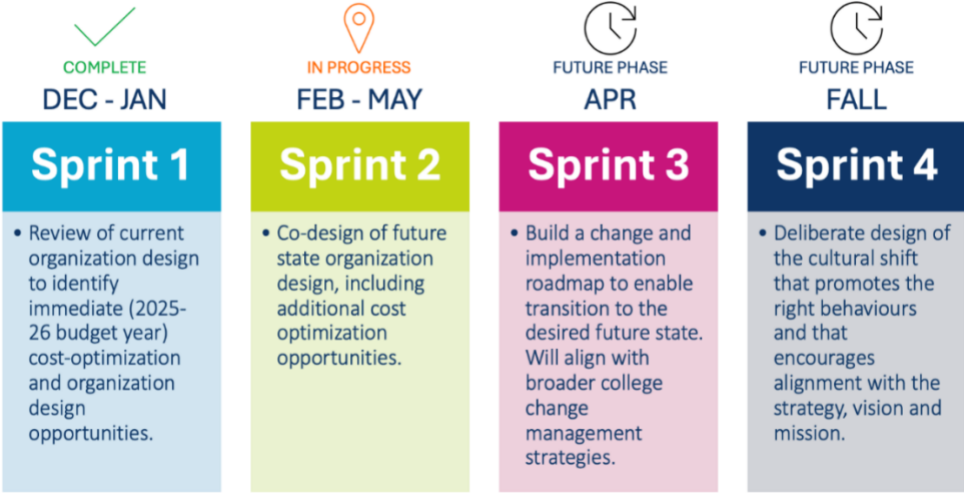 COMPLETE
DEC - JAN
Sprint 1
• Review of current
organization design
to identify
immediate (2025-
26 budget year)
cost-optimization
and organization
design
opportunities.
IN PROGRESS
FEB - MAY
Sprint 2
• Co-design of future
state organization
design, including
additional cost
optimization
opportunities.
FUTURE PHASE
APR
Sprint 3
• Build a change and
implementation
roadmap to enable
transition to the
desired future state.
Will align with
broader college
change
management
strategies.
FUTURE PHASE
FALL
Sprint 4
• Deliberate design of
the cultural shift
that promotes the
right behaviours
and that
encourages
alignment with the
strategy, vision and
mission.